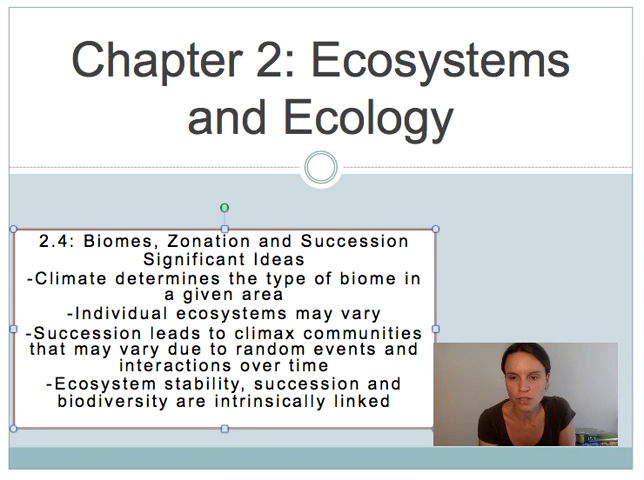 Chapter 2: Ecosystems
and Ecology
2.4: Biomes, Zonation and Succession
Significant Ideas
-Climate determines the type of biome in
a given area
-Individual ecosystems may vary
-Succession leads to climax communities
that may vary due to random events and
interactions over time
-Ecosystem stability, succession and
biodiversity are intrinsically linked